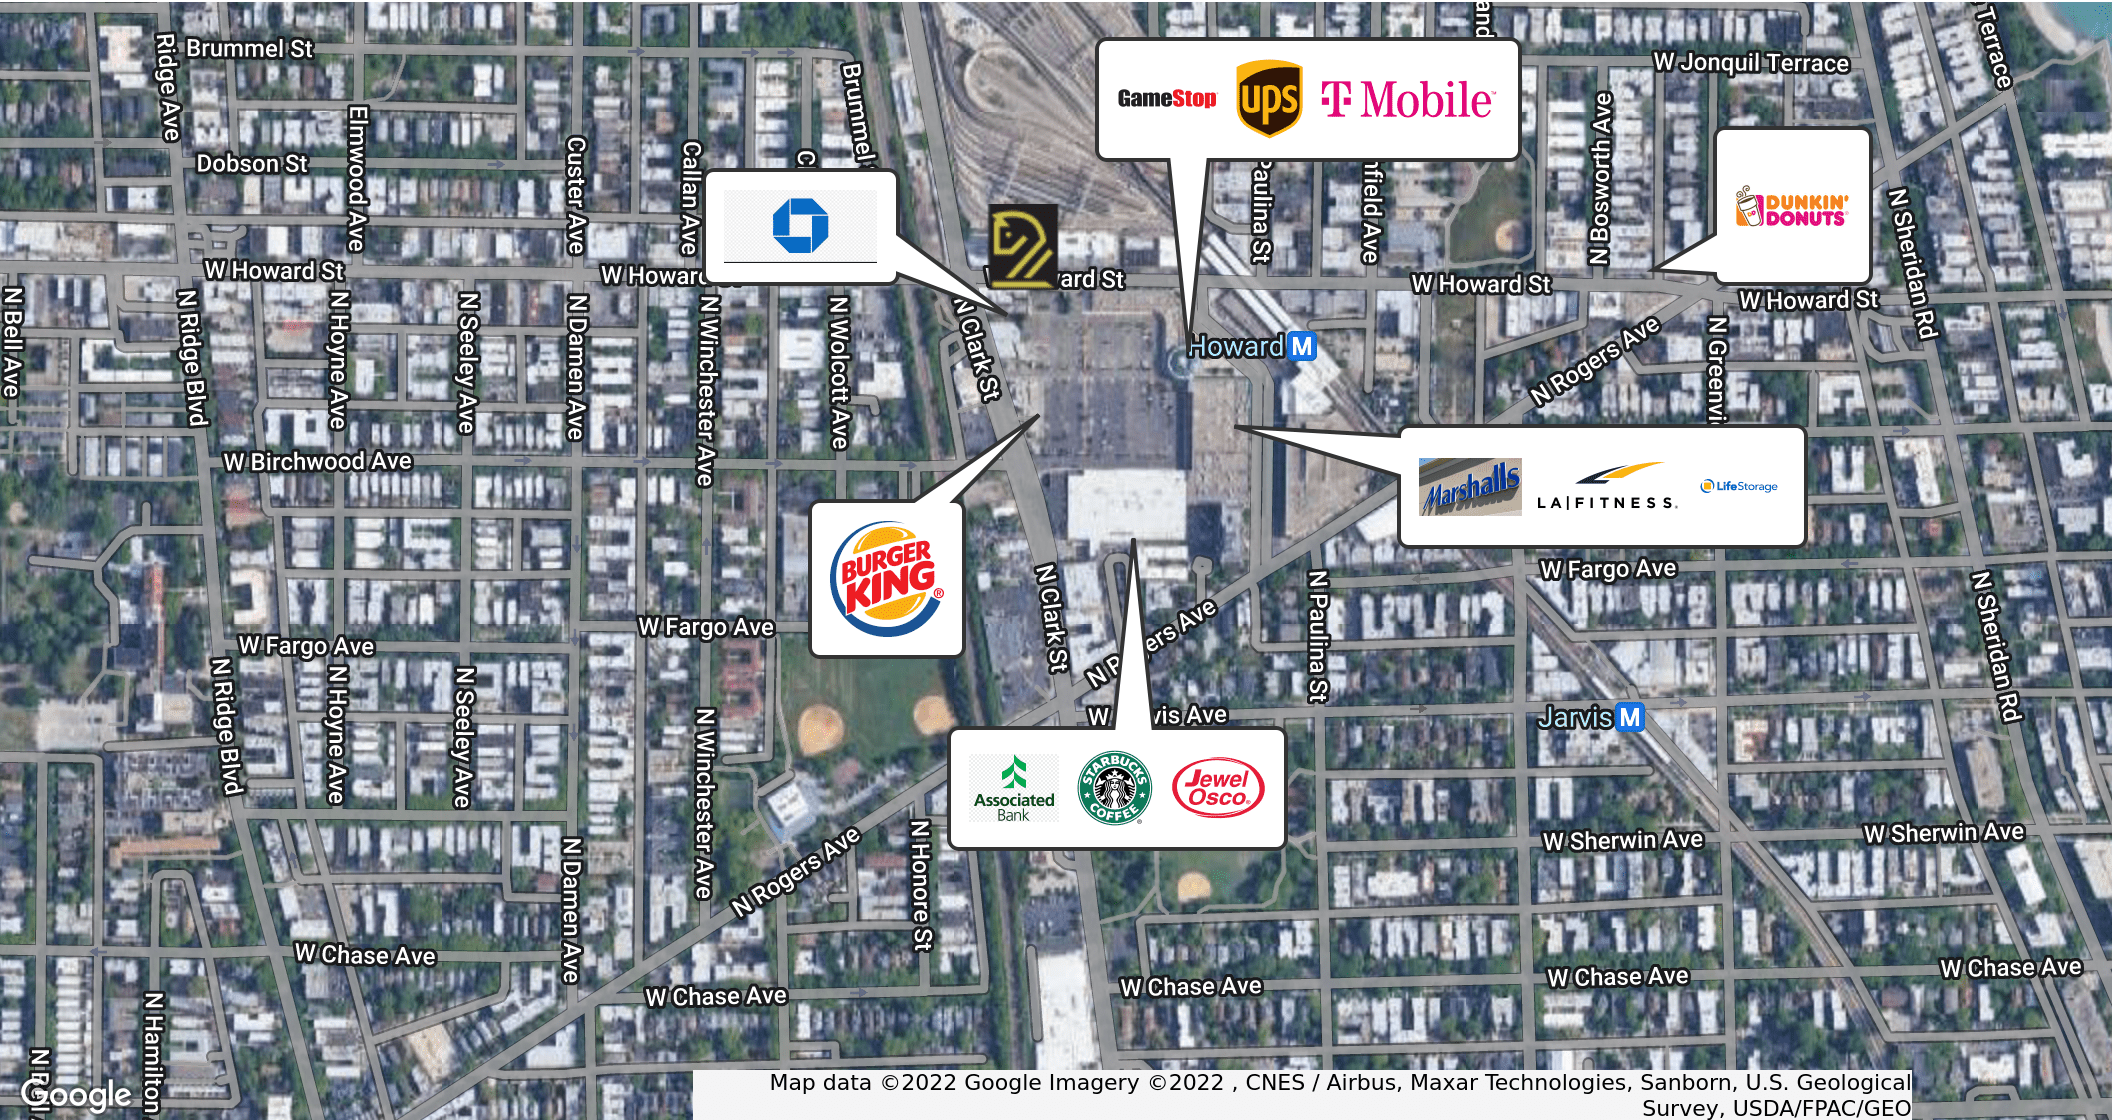 Brummel St
Ridge Ave
Dobson St
Elmwood Ave
Custer Ave
Callan Ave
Brummel
GameStop
ups
T Mobile
W Jonquil Terrace
Terrace
N Bosworth Ave
Paulina St
nfield Ave
DUNKIN'
DONUTS
N Sheridan Rd
W Howard St
W Howard St
W Howard St
W Howard St
ward St
N Bell Ave
N Ridge Blvd
N Hoyne Ave
N Seeley Ave
N Damen Ave
N Winchester Ave
N Wolcott Ave
N Clark St
Howard M
N Rogers Ave
N Greenvi
W Birchwood Ave
Marshalls
LA|FITNESS.
LifeStorage
BURGER
KING®
W Fargo Ave
W Fargo Ave
W Fargo Ave
N Clark St
N Paulina St
N Sheridan Rd
ers Ave
N Ridge Blvd
N Hoyne Ave
N Seeley Ave
N Winchester Ave
W
vis Ave
Jarvis M
Associated
Bank
STARBUCKS
COFFEE
Jewel
Osco
N Rogers Ave
N Honore St
N Damen Ave
W Sherwin Ave
W Sherwin Ave
W Chase Ave
W Chase Ave
W Chase Ave
W Chase Ave
W Chase Ave
N Hamilton
Google
Map data ©2022 Google Imagery ©2022 , CNES / Airbus, Maxar Technologies, Sanborn, U.S. Geological
Survey, USDA/FPAC/GEO